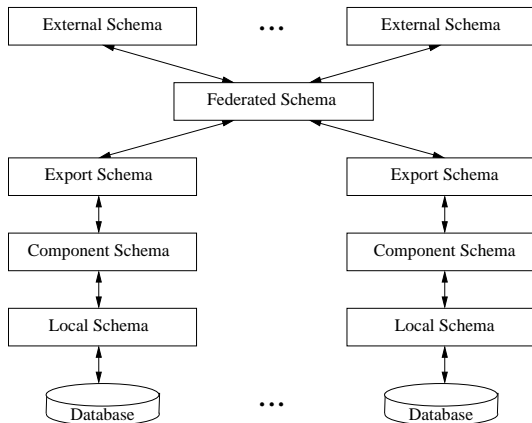 External Schema ... External Schema
Federated Schema
Export Schema Export Schema
Component Schema Component Schema
Local Schema Local Schema
Database ... Database